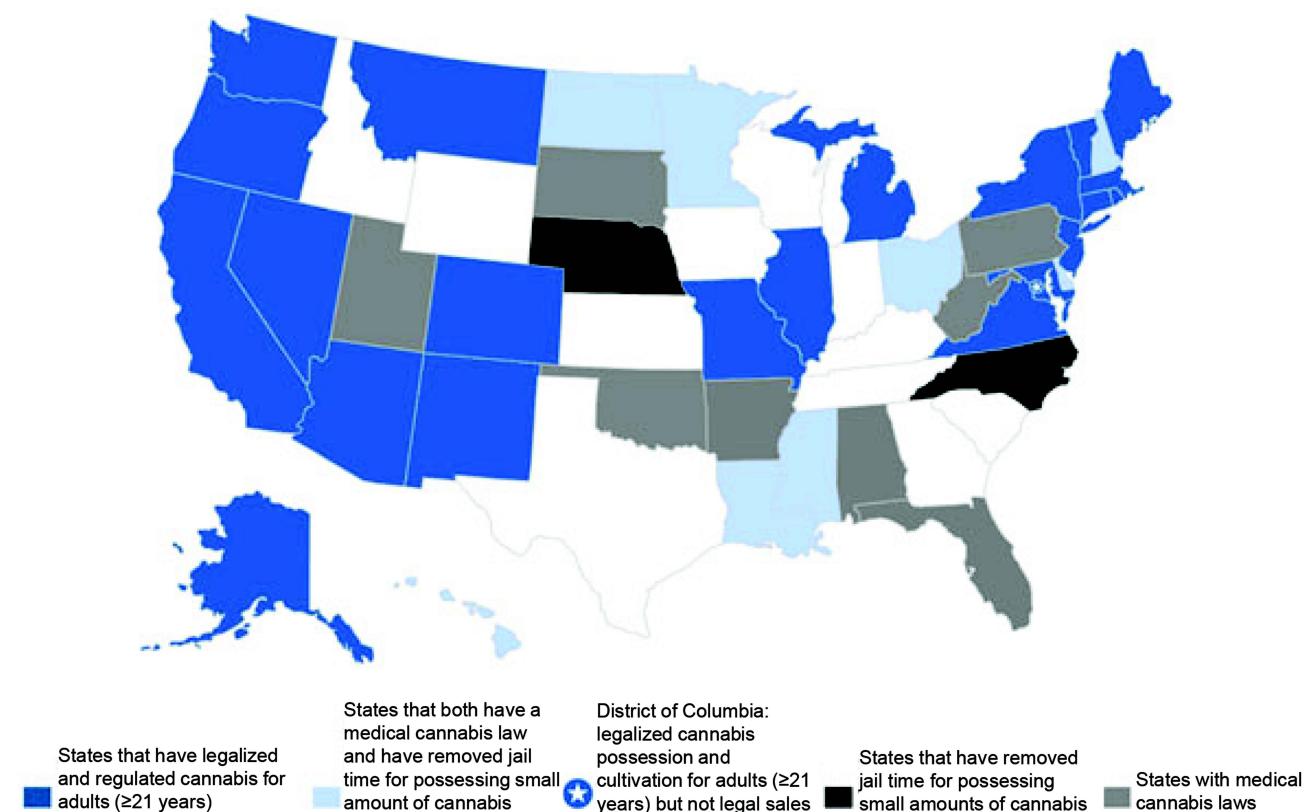 States that have legalized
and regulated cannabis for
adults (≥21 years)
States that both have a
medical cannabis law
and have removed jail
time for possessing small
amount of cannabis
District of Columbia:
legalized cannabis
possession and
cultivation for adults (≥21
years) but not legal sales
States that have removed
jail time for possessing
small amounts of cannabis
States with medical
cannabis laws